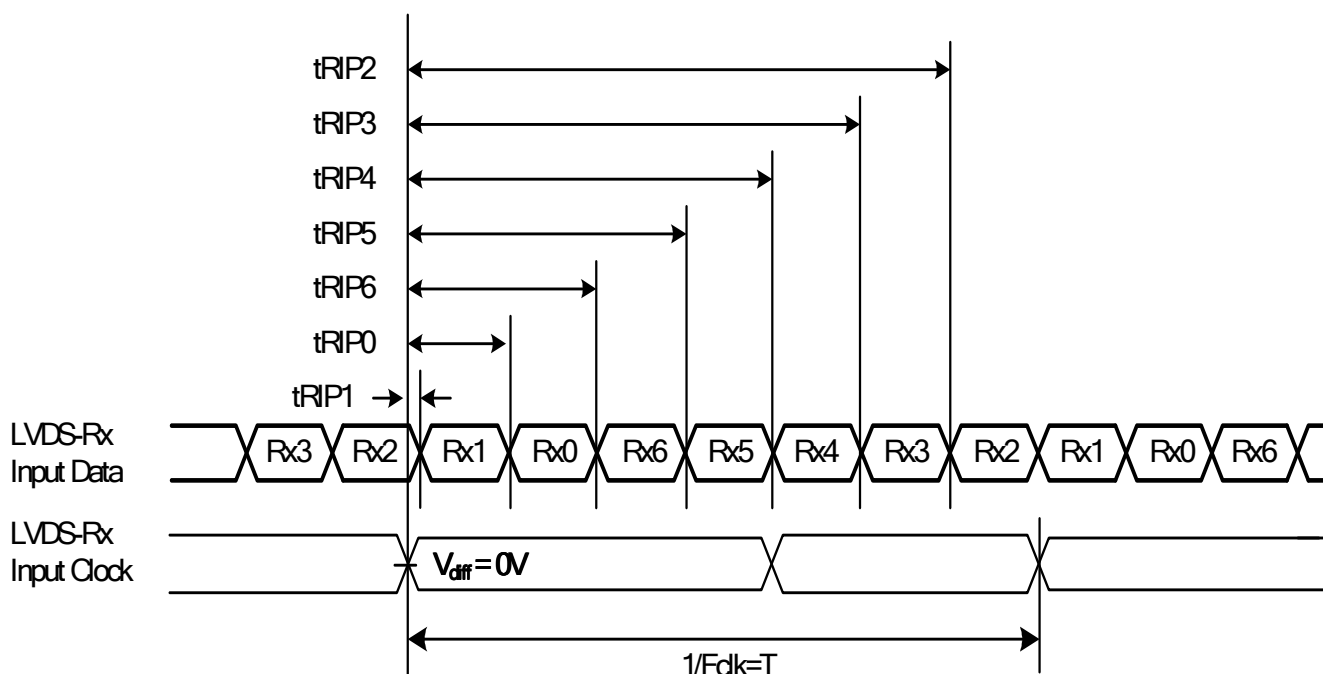 tRIP2
tRIP3
tRIP4
tRIP5
tRIP6
tRIP0
tRIP1
LVDS-Rx
Input Data
Rx3 Rx2 Rx1 Rx0 Rx6 Rx5 Rx4 Rx3 Rx2 Rx1 Rx0 Rx6
LVDS-Rx
Input Clock
Vdiff = 0V
1/Fclk=T